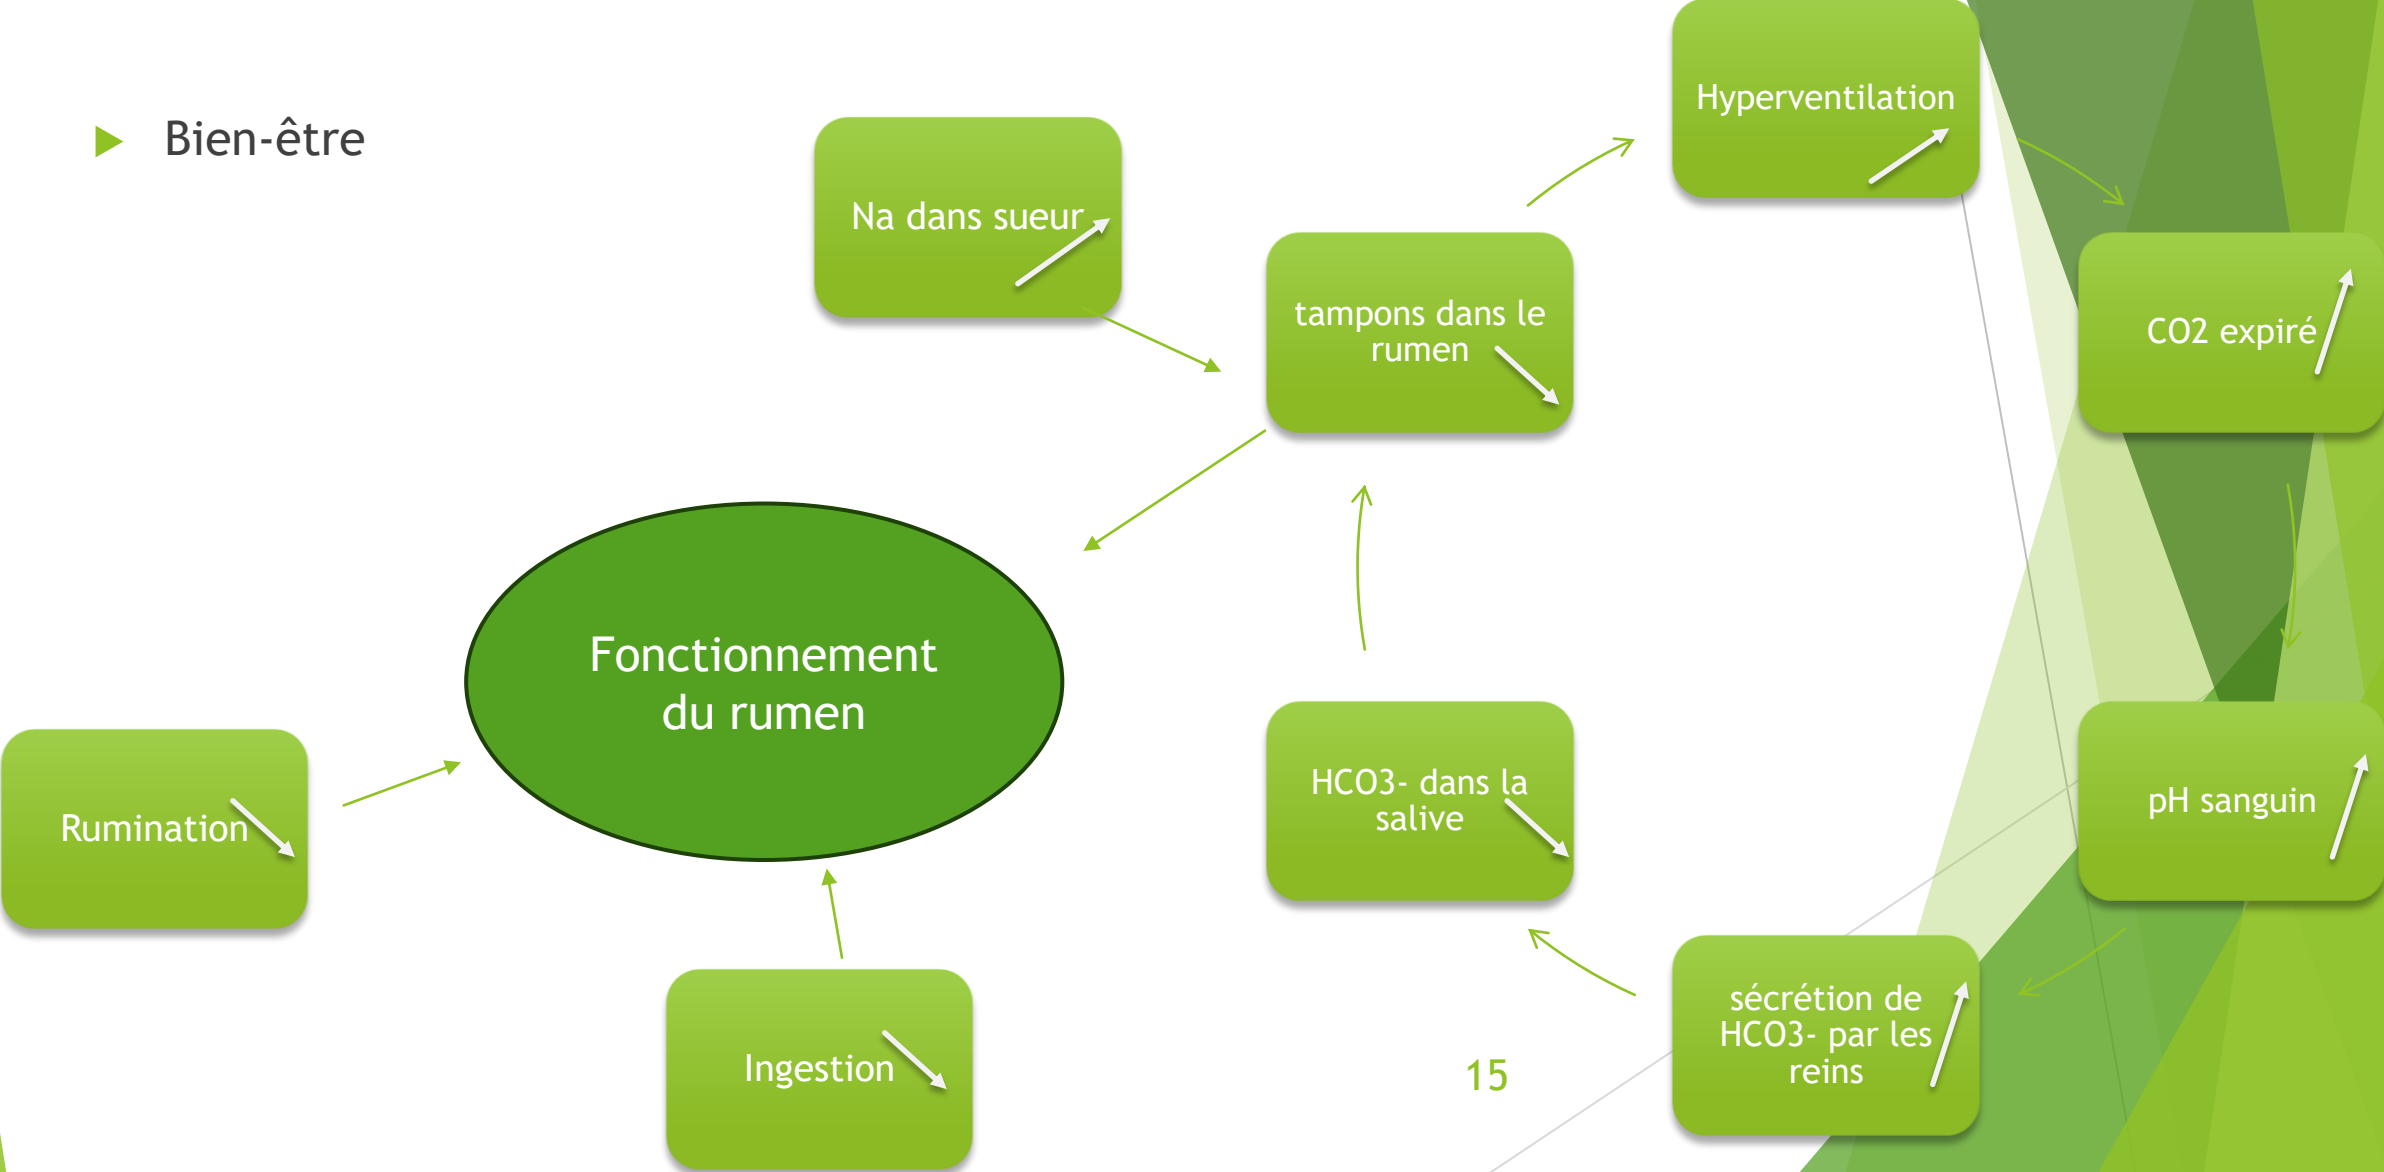 Bien-être
Hyperventilation
Na dans sueur
tampons dans le
rumen
CO2 expiré
Fonctionnement
du rumen
Rumination
HCO3- dans la
salive
pH sanguin
Ingestion
sécrétion de
HCO3- par les
reins
15